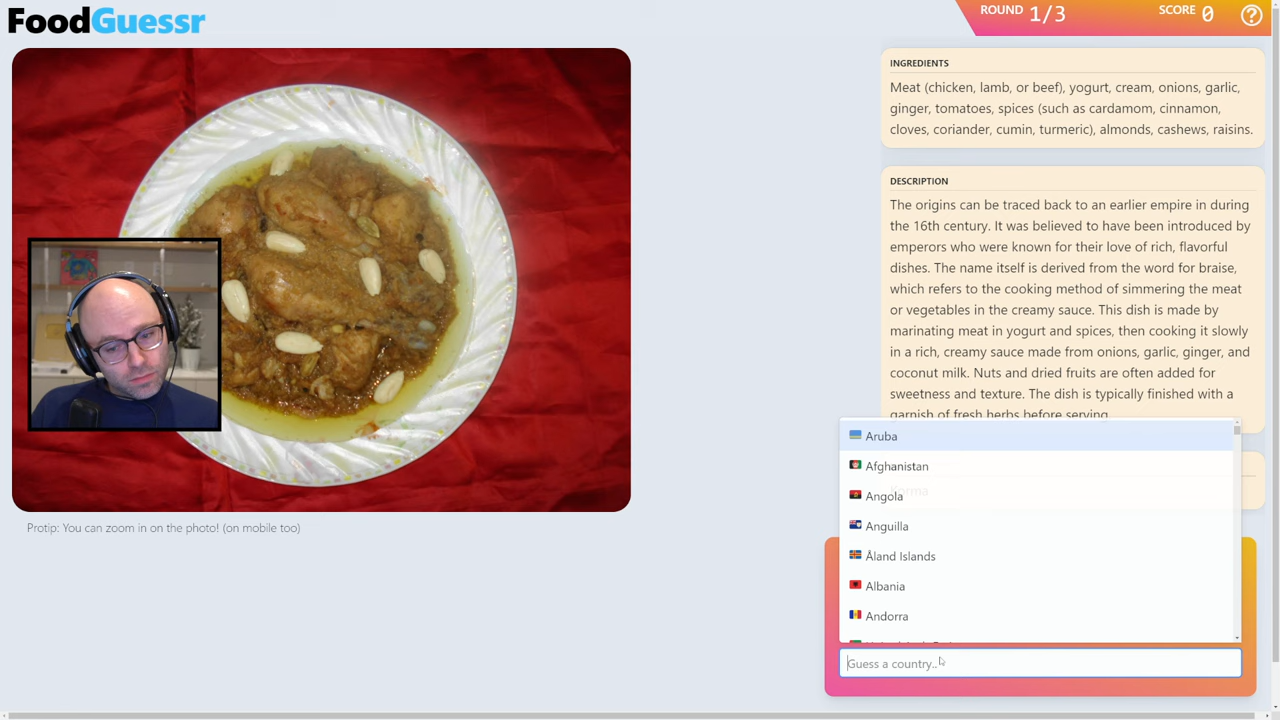 FoodGuessr
ROUND 1/3
SCORE 0
?
INGREDIENTS
Meat (chicken, lamb, or beef), yogurt, cream, onions, garlic,
ginger, tomatoes, spices (such as cardamom, cinnamon,
cloves, coriander, cumin, turmeric), almonds, cashews, raisins.
DESCRIPTION
The origins can be traced back to an earlier empire in during
the 16th century. It was believed to have been introduced by
emperors who were known for their love of rich, flavorful
dishes. The name itself is derived from the word for braise,
which refers to the cooking method of simmering the meat
or vegetables in the creamy sauce. This dish is made by
marinating meat in yogurt and spices, then cooking it slowly
in a rich, creamy sauce made from onions, garlic, ginger, and
coconut milk. Nuts and dried fruits are often added for
sweetness and texture. The dish is typically finished with a
garnish of fresh herbs before serving.
Aruba
Afghanistan
Angola
Anguilla
Åland Islands
Albania
Andorra
Guess a country..
Protip: You can zoom in on the photo! (on mobile too)